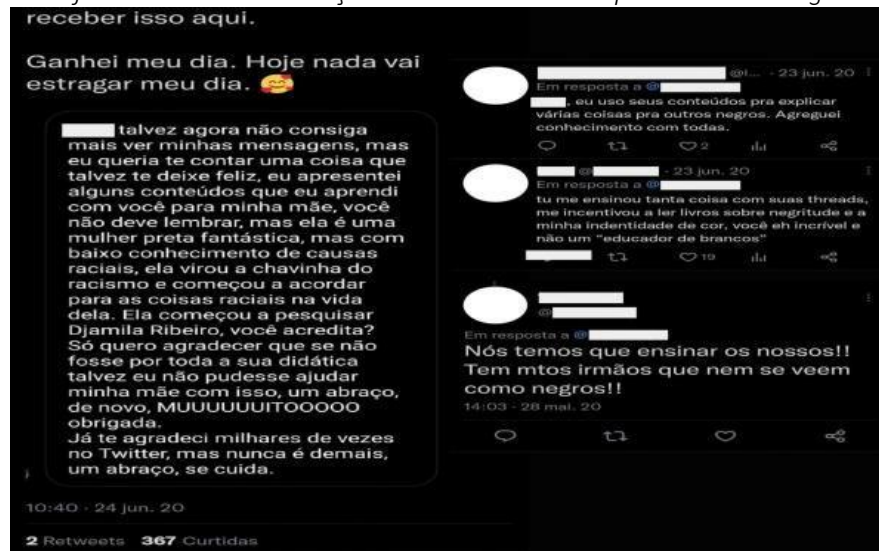 receber isso aqui.
Ganhei meu dia. Hoje nada vai
estragar meu dia. 🥰
talvez agora não consiga
mais ver minhas mensagens, mas
eu queria te contar uma coisa que
talvez te deixe feliz, eu apresentei
alguns conteúdos que eu aprendi
com você para minha mãe, você
não deve lembrar, mas ela é uma
mulher preta fantástica, mas com
baixo conhecimento de causas
raciais, ela virou a chavinha do
racismo e começou a acordar
para as coisas raciais na vida
dela. Ela começou a pesquisar
Djamila Ribeiro, você acredita?
Só quero agradecer que se não
fosse por toda a sua didática
talvez eu não pudesse ajudar
minha mãe com isso, um abraço,
de novo, MUUUUUUITOOOOO
obrigada.
Já te agradeci milhares de vezes
no Twitter, mas nunca é demais,
um abraço, se cuida.
10:40 · 24 jun. 20
2 Retweets 367 Curtidas
· 23 jun. 20
Em resposta a @
, eu uso seus conteúdos pra explicar
várias coisas pra outros negros. Agreguei
conhecimento com todas.
2
@ · 23 jun. 20
Em resposta a @
tu me ensinou tanta coisa com suas threads,
me incentivou a ler livros sobre negritude e a
minha indentidade de cor, você eh incrível e
não um "educador de brancos"
19
@
Em resposta a @
Nós temos que ensinar os nossos!!
Tem mtos irmãos que nem se veem
como negros!!
14:03 · 28 mai. 20